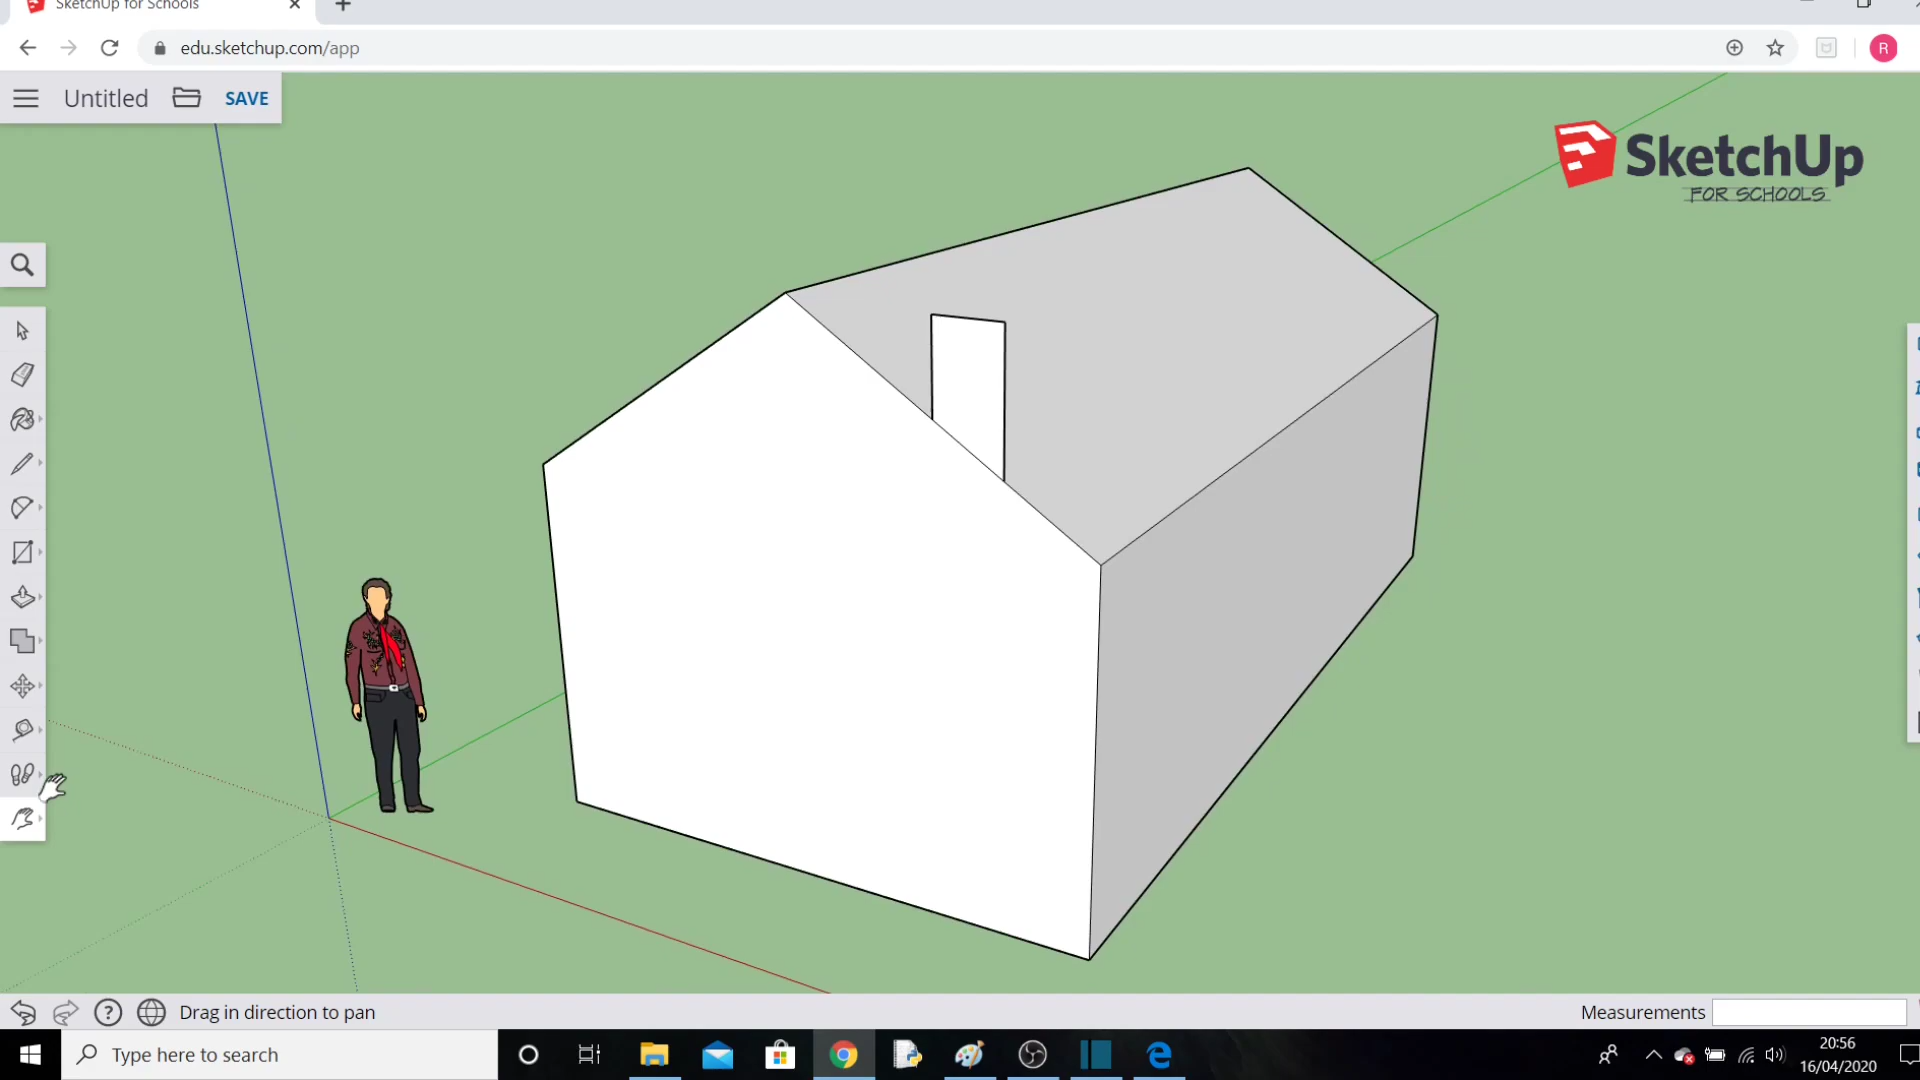 SketchUp for Schools
edu.sketchup.com/app
R
Untitled
SAVE
SketchUp
FOR SCHOOLS
Drag in direction to pan
Measurements
Type here to search
20:56
16/04/2020